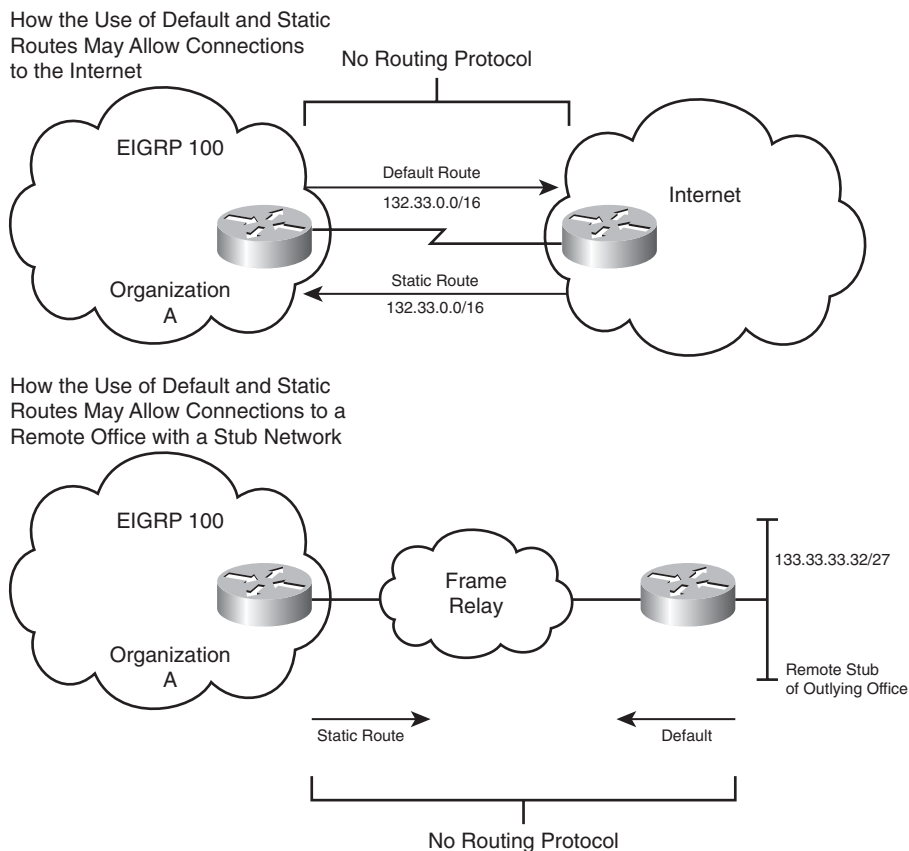 How the Use of Default and Static
Routes May Allow Connections
to the Internet
No Routing Protocol
EIGRP 100
Default Route
132.33.0.0/16
Internet
Organization
A
Static Route
132.33.0.0/16
How the Use of Default and Static
Routes May Allow Connections to a
Remote Office with a Stub Network
EIGRP 100
Frame
Relay
133.33.33.32/27
Organization
A
Remote Stub
of Outlying Office
Static Route
Default
No Routing Protocol